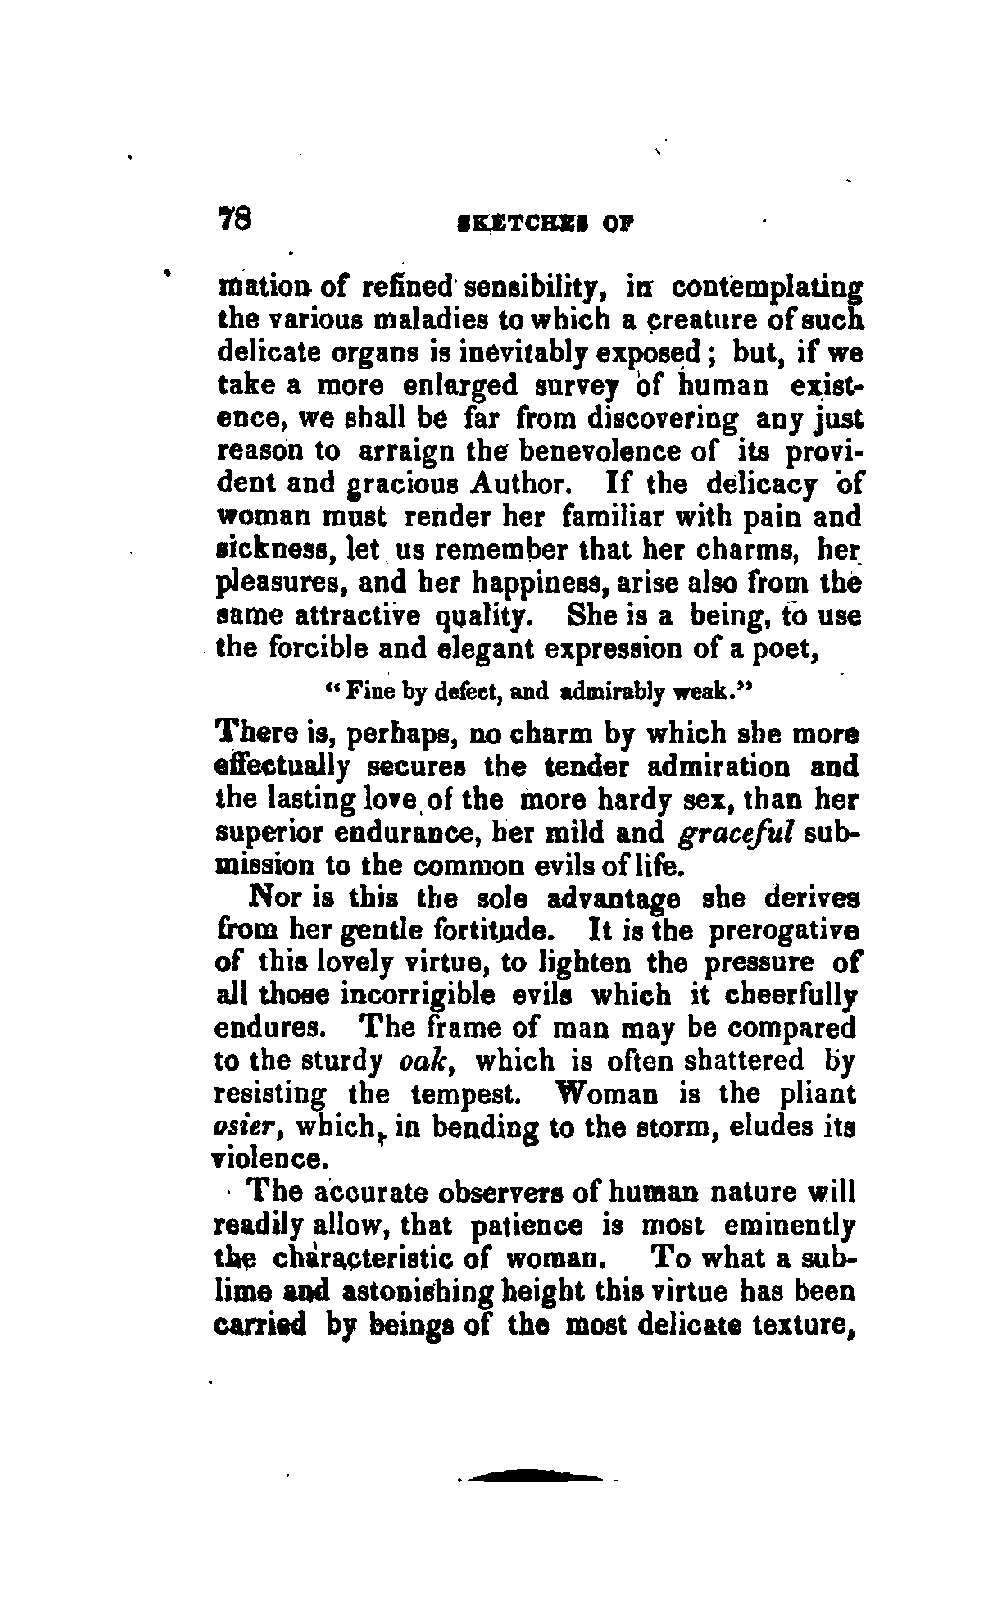 78 SKETCHES OF
mation of refined sensibility, in contemplating
the various maladies to which a creature of such
delicate organs is inevitably exposed; but, if we
take a more enlarged survey of human exist-
ence, we shall be far from discovering any just
reason to arraign the benevolence of its provi-
dent and gracious Author. If the delicacy of
woman must render her familiar with pain and
sickness, let us remember that her charms, her
pleasures, and her happiness, arise also from the
same attractive quality. She is a being, to use
the forcible and elegant expression of a poet,
"Fine by defect, and admirably weak."
There is, perhaps, no charm by which she more
effectually secures the tender admiration and
the lasting love of the more hardy sex, than her
superior endurance, her mild and graceful sub-
mission to the common evils of life.
Nor is this the sole advantage she derives
from her gentle fortitude. It is the prerogative
of this lovely virtue, to lighten the pressure of
all those incorrigible evils which it cheerfully
endures. The frame of man may be compared
to the sturdy oak, which is often shattered by
resisting the tempest. Woman is the pliant
osier, which, in bending to the storm, eludes its
violence.
The accurate observers of human nature will
readily allow, that patience is most eminently
the characteristic of woman. To what a sub-
lime and astonishing height this virtue has been
carried by beings of the most delicate texture,